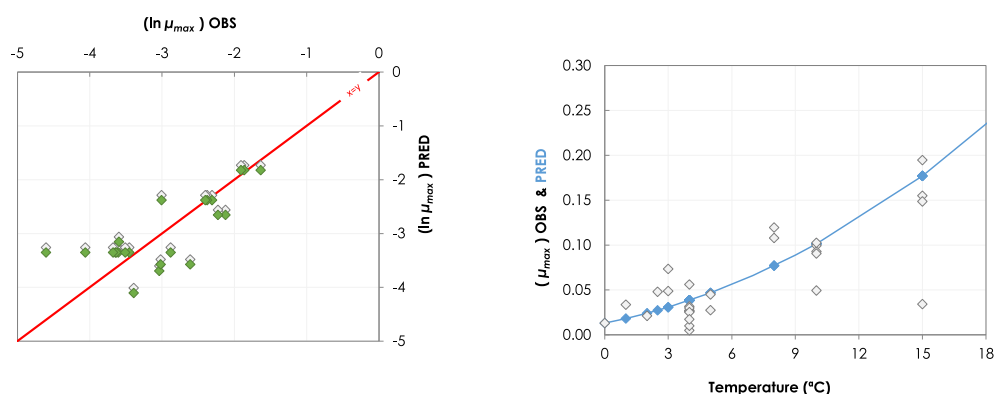 (ln μmax ) OBS
-5 -4 -3 -2 -1 0
0
-1
-2
-3
-4
-5
(ln μmax ) PRED
x=y
( μmax ) OBS & PRED
0.30
0.25
0.20
0.15
0.10
0.05
0.00
0 3 6 9 12 15 18
Temperature (ºC)